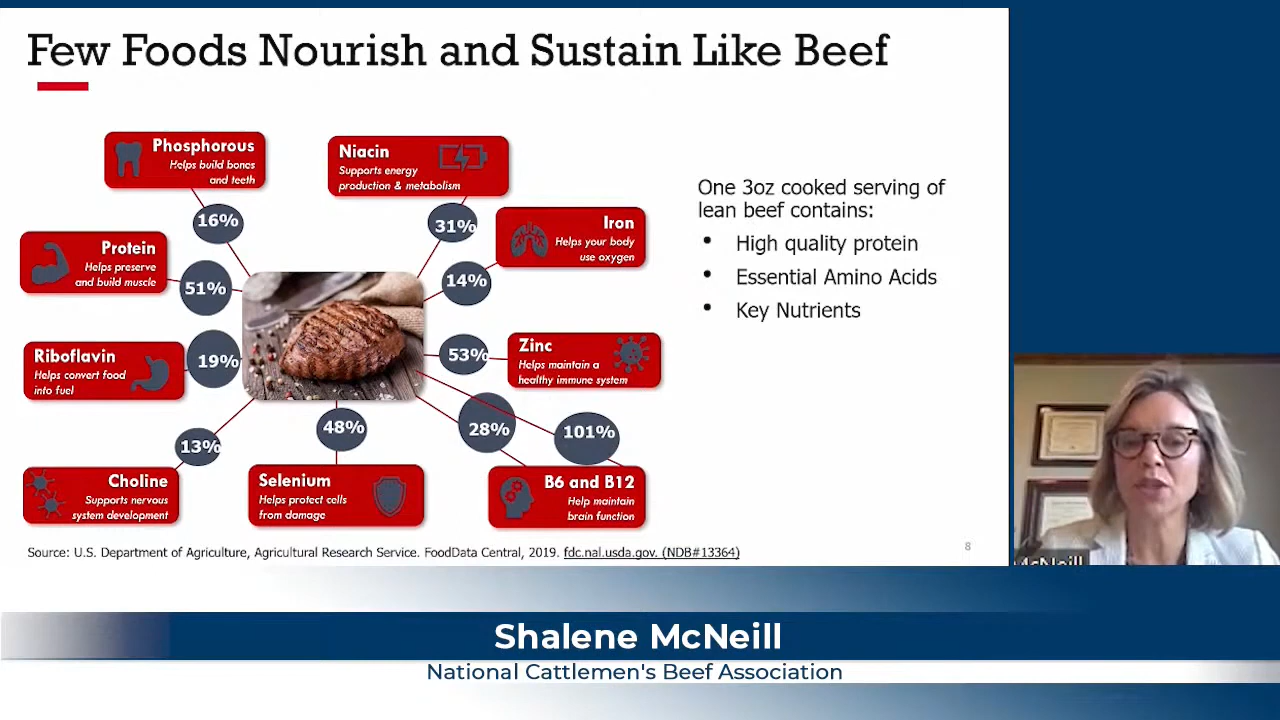 Few Foods Nourish and Sustain Like Beef
Phosphorous
Helps build bones
and teeth
16%
Niacin
Supports energy
production & metabolism
31%
Protein
Helps preserve
and build muscle
51%
Iron
Helps your body
use oxygen
14%
Riboflavin
Helps convert food
into fuel
19%
Zinc
Helps maintain a
healthy immune system
53%
Choline
Supports nervous
system development
13%
Selenium
Helps protect cells
from damage
48%
B6 and B12
Help maintain
brain function
28%
101%
One 3oz cooked serving of
lean beef contains:
• High quality protein
• Essential Amino Acids
• Key Nutrients
Source: U.S. Department of Agriculture, Agricultural Research Service. FoodData Central, 2019. fdc.nal.usda.gov. (NDB#13364)
8
McNeill
Shalene McNeill
National Cattlemen's Beef Association